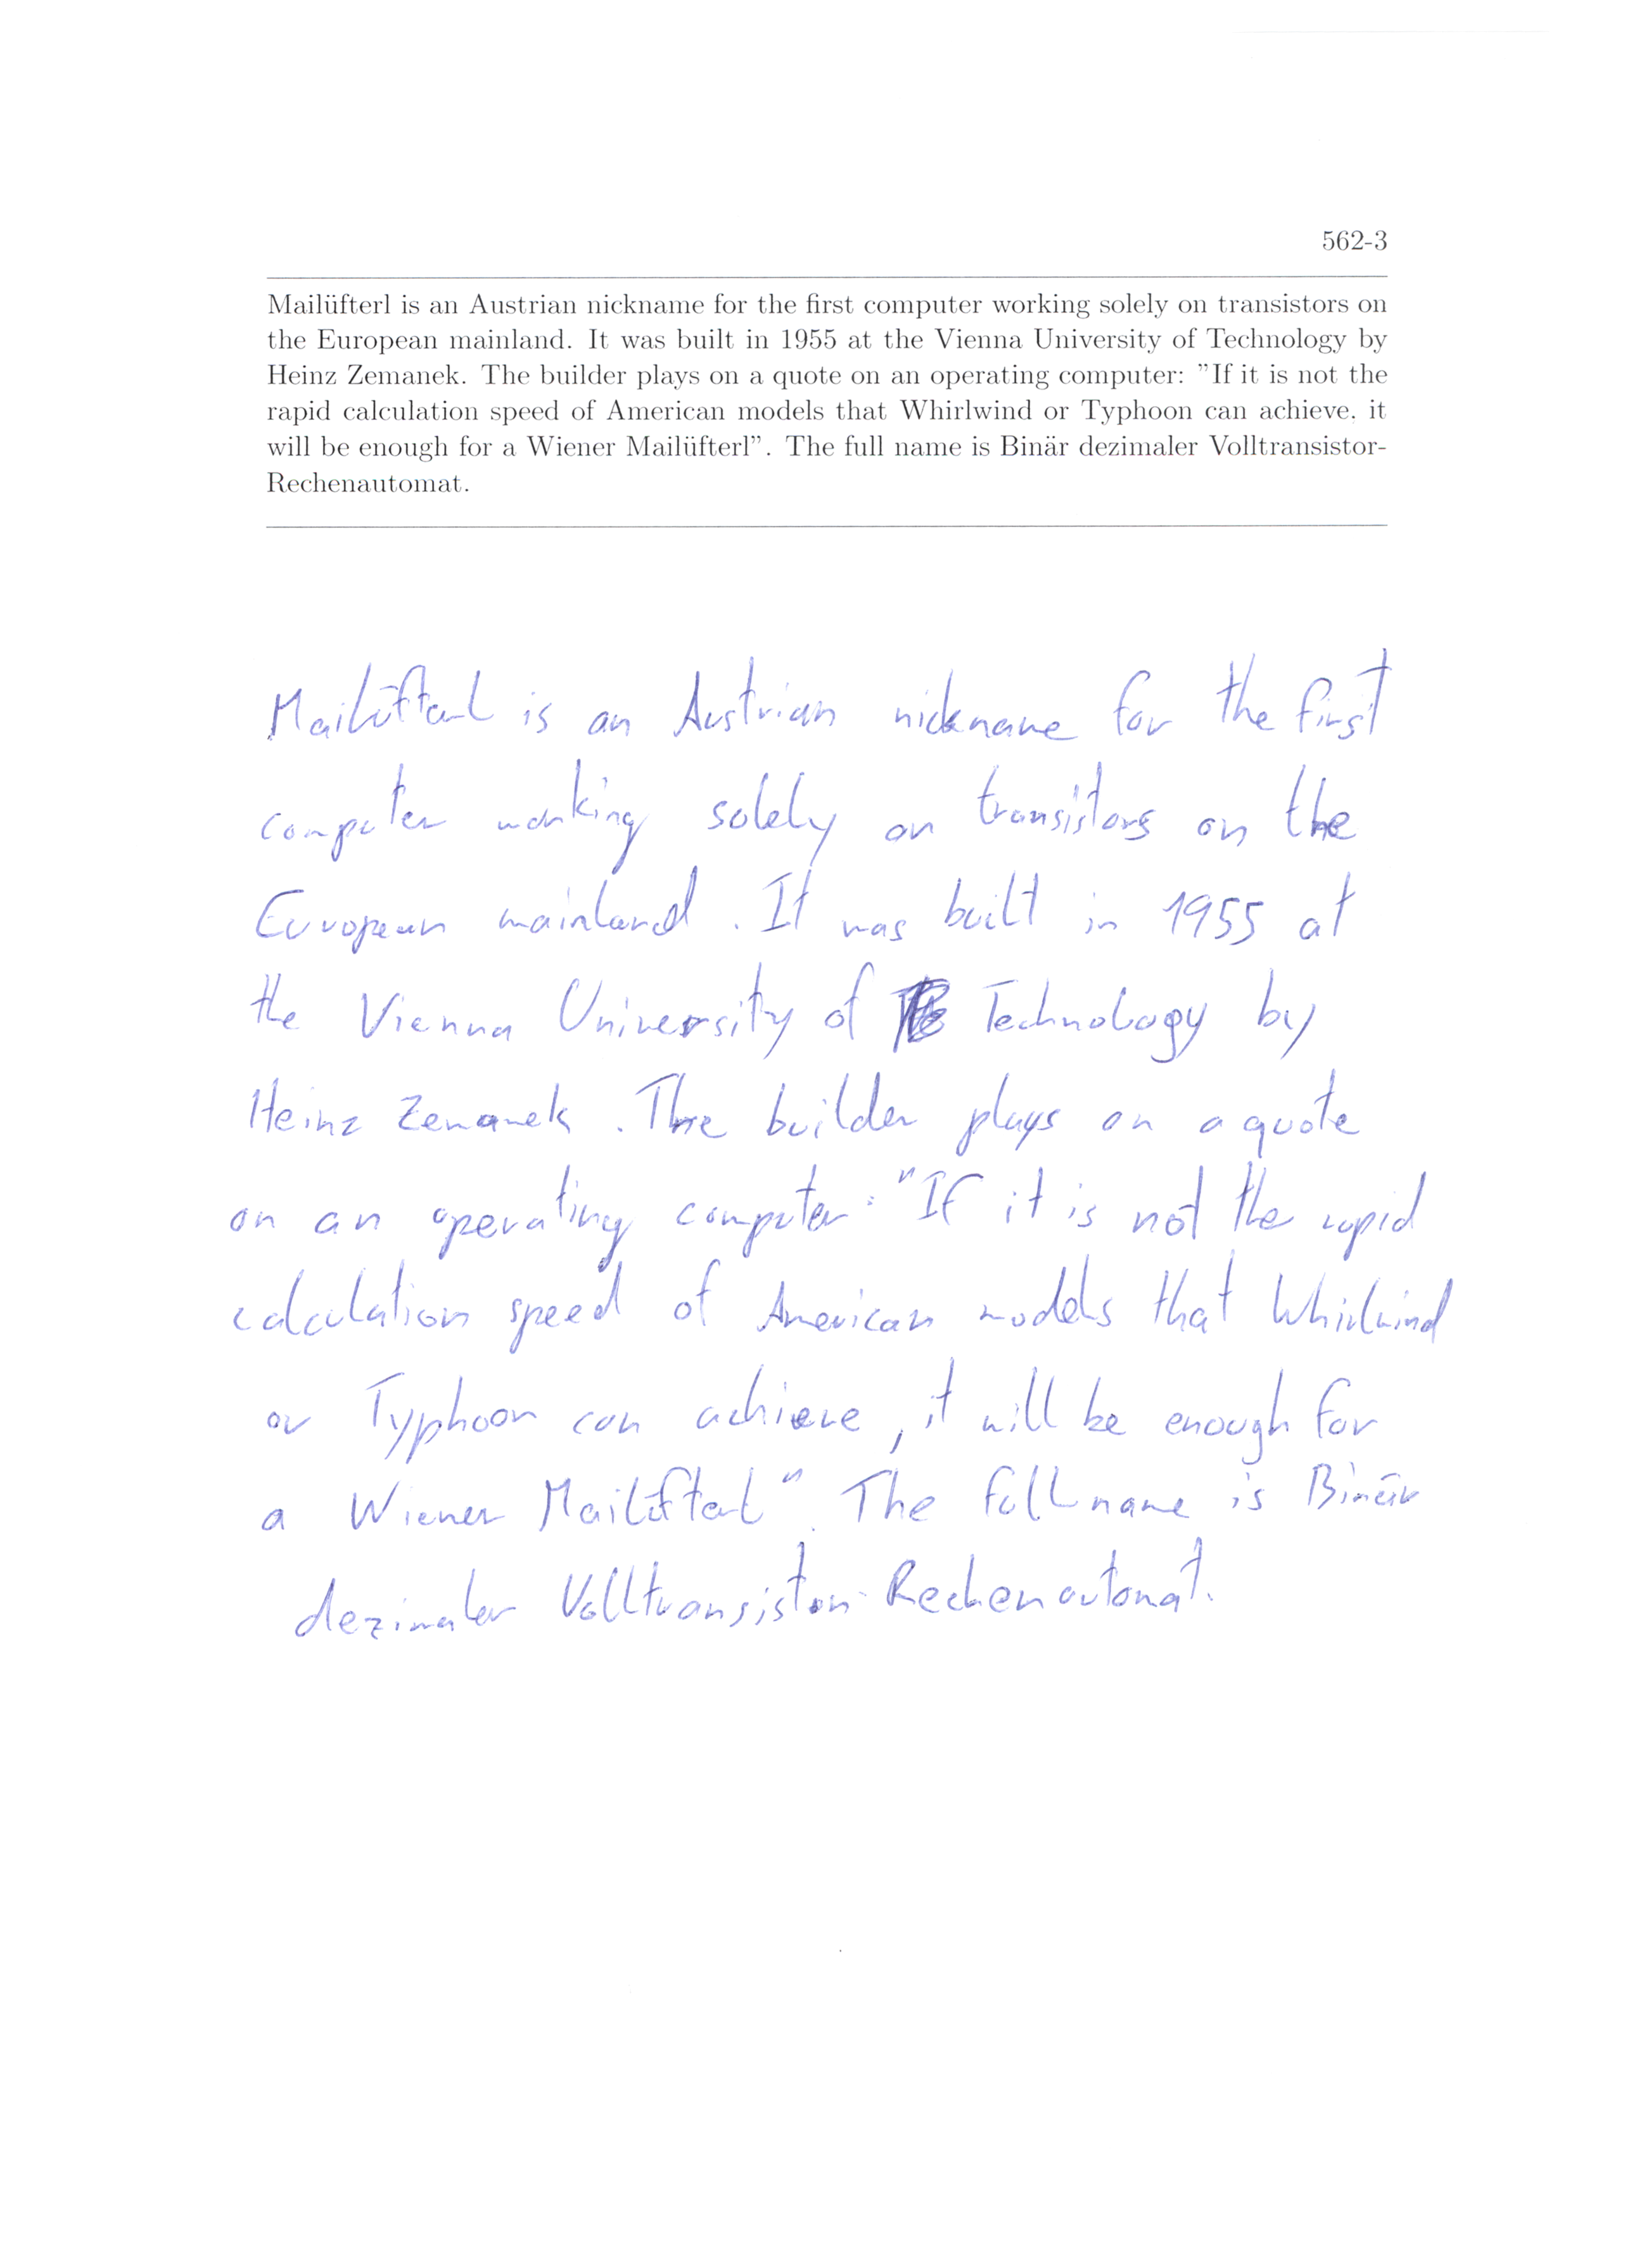 562-3
Mailüfterl is an Austrian nickname for the first computer working solely on transistors on
the European mainland. It was built in 1955 at the Vienna University of Technology by
Heinz Zemanek. The builder plays on a quote on an operating computer: "If it is not the
rapid calculation speed of American models that Whirlwind or Typhoon can achieve. it
will be enough for a Wiener Mailüfterl". The full name is Binär dezimaler Volltransistor-
Rechenautomat.
Mailüfterl is an Austrian nickname for the first
computer working solely on transistors on the
European mainland. It was built in 1955 at
the Vienna University of Technology by
Heinz Zemanek. The builder plays on a quote
on an operating computer: "If it is not the rapid
calculation speed of American models that Whirlwind
or Typhoon can achieve, it will be enough for
a Wiener Mailüfterl". The full name is Binär
dezimaler Volltransistor-Rechenautomat.